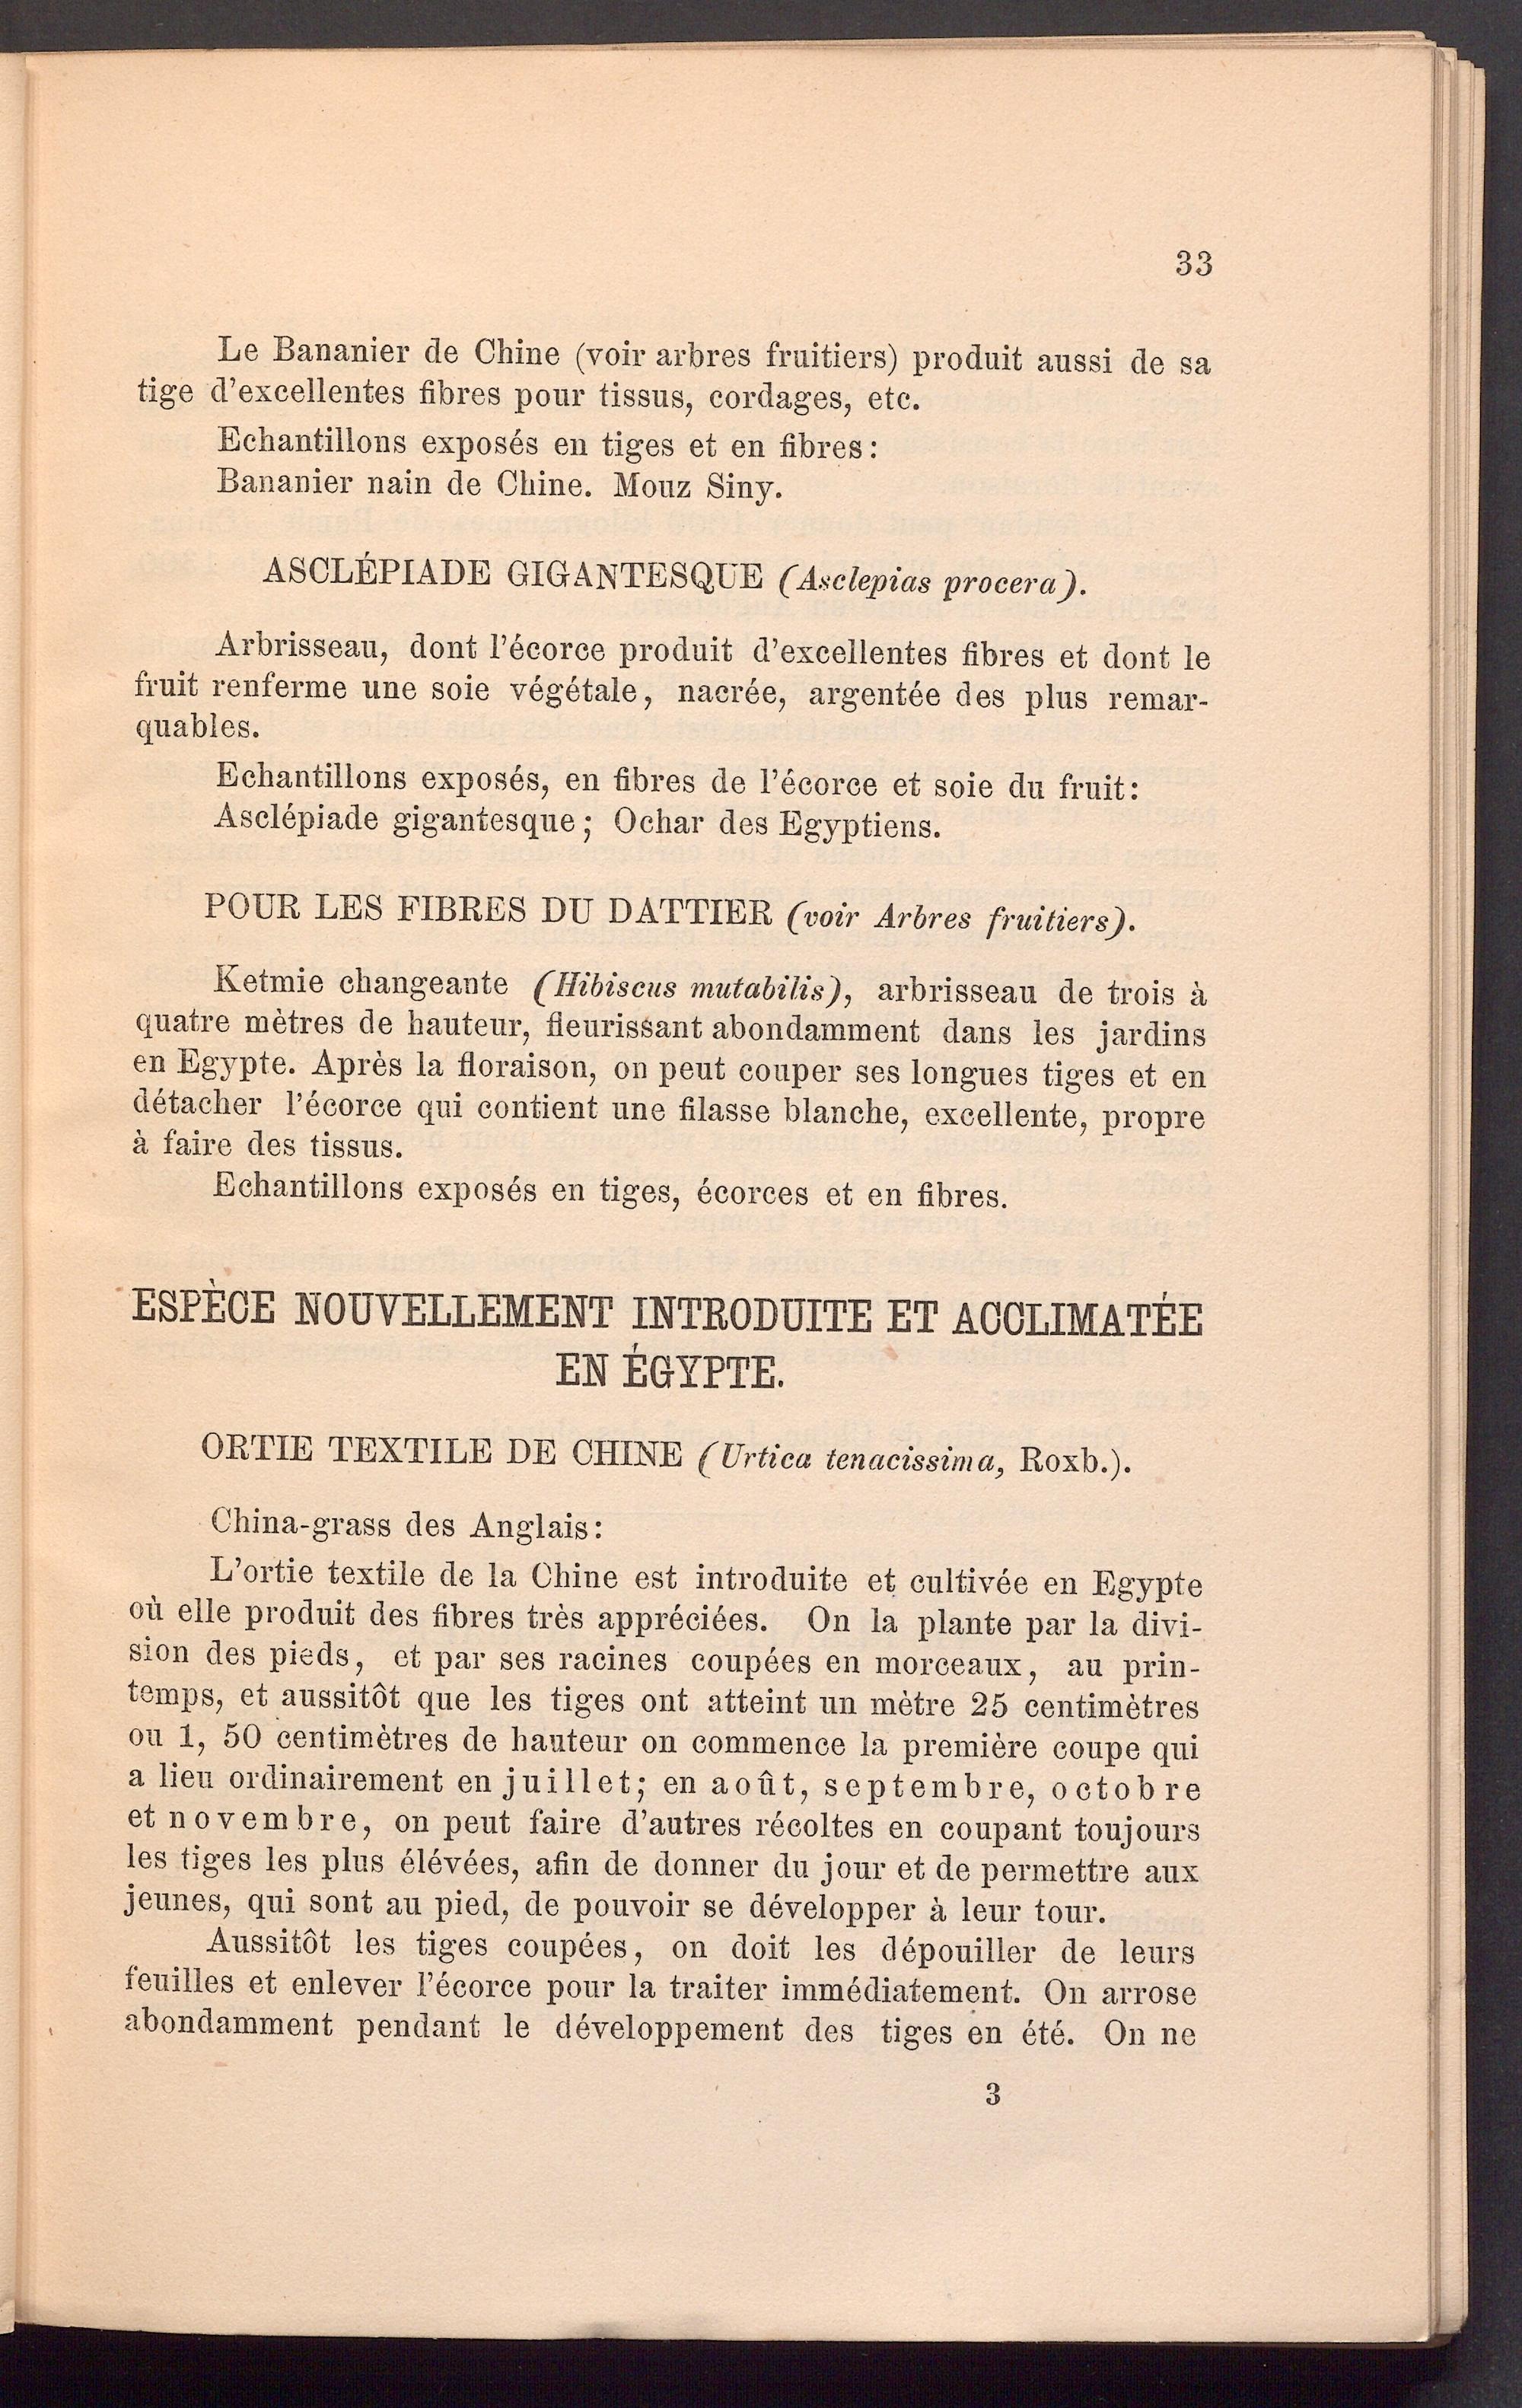 33
Le Bananier de Chine (voir arbres fruitiers) produit aussi de sa
tige d'excellentes fibres pour tissus, cordages, etc.
Echantillons exposés en tiges et en fibres:
Bananier nain de Chine. Mouz Siny.
ASCLÉPIADE GIGANTESQUE (Asclepias procera).
Arbrisseau, dont l'écorce produit d'excellentes fibres et dont le
fruit renferme une soie végétale, nacrée, argentée des plus remar-
quables.
Echantillons exposés, en fibres de l'écorce et soie du fruit:
Asclépiade gigantesque; Ochar des Egyptiens.
POUR LES FIBRES DU DATTIER (voir Arbres fruitiers).
Ketmie changeante (Hibiscus mutabilis), arbrisseau de trois à
quatre mètres de hauteur, fleurissant abondamment dans les jardins
en Egypte. Après la floraison, on peut couper ses longues tiges et en
détacher l'écorce qui contient une filasse blanche, excellente, propre
à faire des tissus.
Echantillons exposés en tiges, écorces et en fibres.
ESPÈCE NOUVELLEMENT INTRODUITE ET ACCLIMATÉE
EN ÉGYPTE.
ORTIE TEXTILE DE CHINE (Urtica tenacissima, Roxb.).
China-grass des Anglais:
L'ortie textile de la Chine est introduite et cultivée en Egypte
où elle produit des fibres très appréciées. On la plante par la divi-
sion des pieds, et par ses racines coupées en morceaux, au prin-
temps, et aussitôt que les tiges ont atteint un mètre 25 centimètres
ou 1, 50 centimètres de hauteur on commence la première coupe qui
a lieu ordinairement en juillet; en août, septembre, octobre
et novembre, on peut faire d'autres récoltes en coupant toujours
les tiges les plus élévées, afin de donner du jour et de permettre aux
jeunes, qui sont au pied, de pouvoir se développer à leur tour.
Aussitôt les tiges coupées, on doit les dépouiller de leurs
feuilles et enlever l'écorce pour la traiter immédiatement. On arrose
abondamment pendant le développement des tiges en été. On ne
3